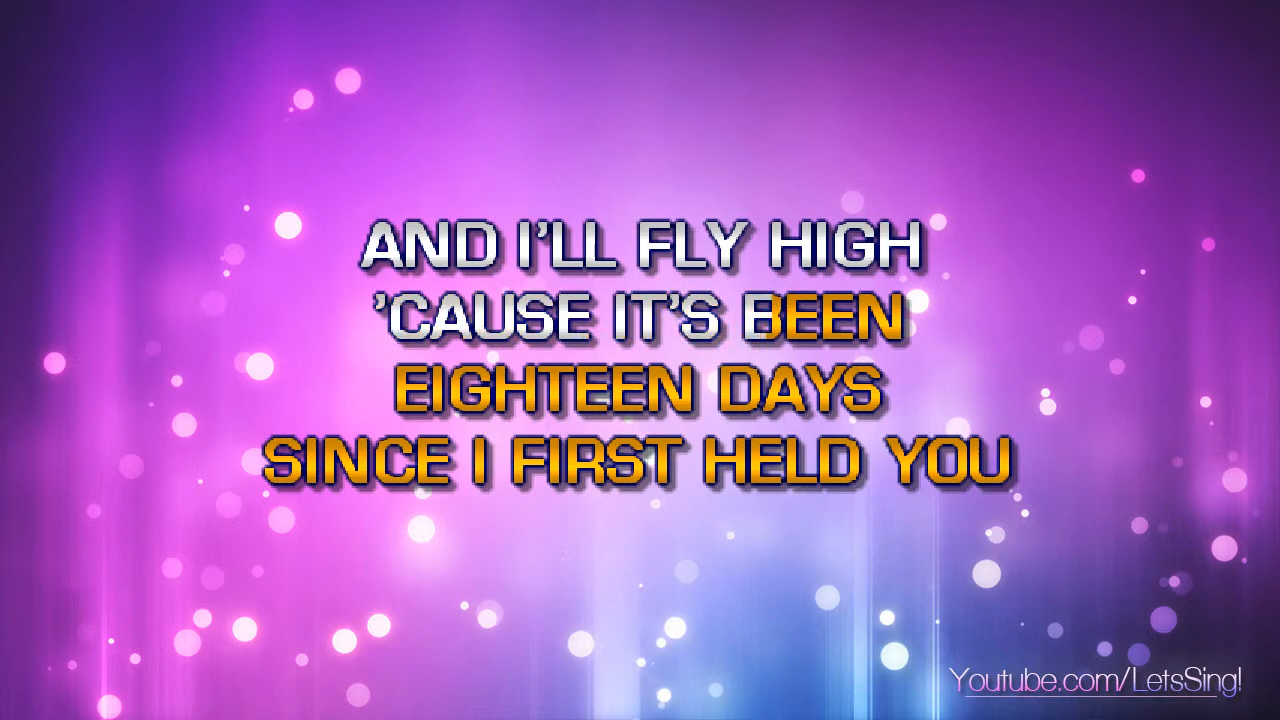 AND I'LL FLY HIGH
'CAUSE IT'S BEEN
EIGHTEEN DAYS
SINCE I FIRST HELD YOU
Youtube.com/LetsSing!